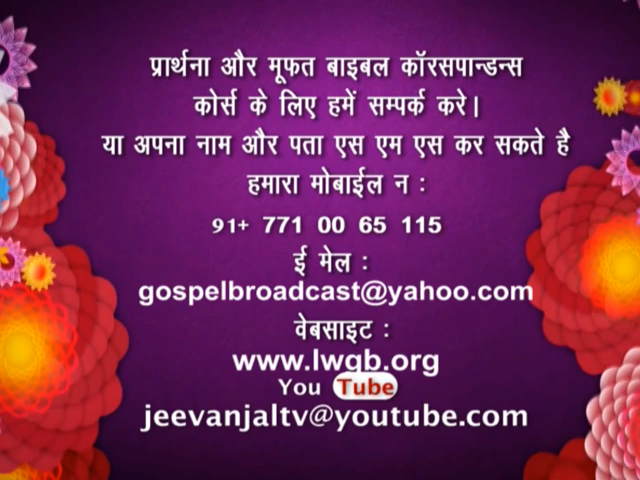 प्रार्थना और मूफत बाइबल कॉरसपान्डन्स
कोर्स के लिए हमें सम्पर्क करे।
या अपना नाम और पता एस एम एस कर सकते है
हमारा मोबाईल न :
91+ 771 00 65 115
ई मेल :
gospelbroadcast@yahoo.com
वेबसाइट :
www.lwgb.org
You Tube
jeevanjaltv@youtube.com